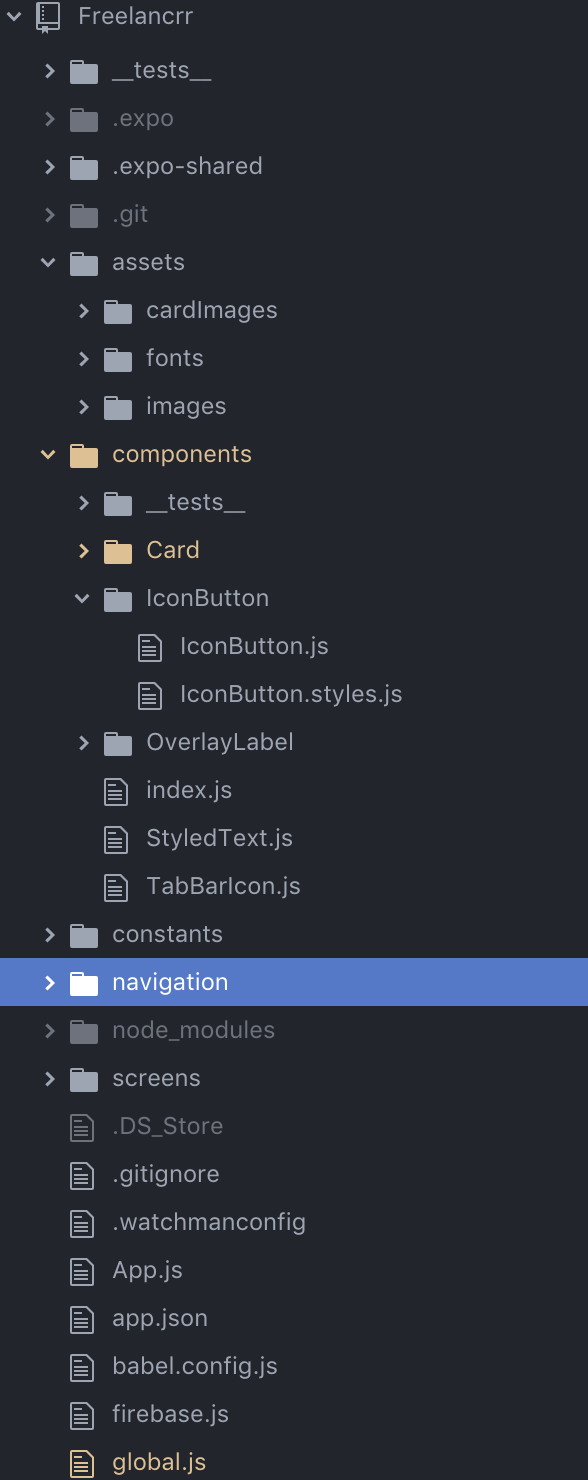 Freelancrr
__tests__
.expo
.expo-shared
.git
assets
cardImages
fonts
images
components
__tests__
Card
IconButton
IconButton.js
IconButton.styles.js
OverlayLabel
index.js
StyledText.js
TabBarIcon.js
constants
navigation
node_modules
screens
.DS_Store
.gitignore
.watchmanconfig
App.js
app.json
babel.config.js
firebase.js
global.js